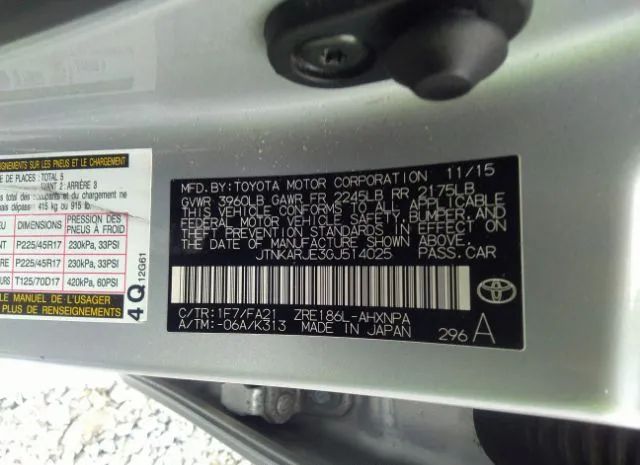 MFD. BY: TOYOTA MOTOR CORPORATION 11/15
GVWR 3960LB GAWR FR 2245LB RR 2175LB
THIS VEHICLE CONFORMS TO ALL APPLICABLE
FEDERAL MOTOR VEHICLE SAFETY, BUMPER, AND
THEFT PREVENTION STANDARDS IN EFFECT ON
THE DATE OF MANUFACTURE SHOWN ABOVE.
JTNKARJE3GJ514025 PASS.CAR
C/TR:1F7/FA21 ZRE186L-AHXNPA
A/TM:-06A/K313 MADE IN JAPAN
296 A
TOYOTA
SUR LES PNEUS ET LE CHARGEMENT
DE PLACES: TOTAL 5
2: ARRIÈRE 3
des occupants et du chargement ne
jamais dépasser 415 kg ou 915 lb.
DIMENSIONS PRESSION DES PNEUS À FROID
P225/45R17 230kPa, 33PSI
P225/45R17 230kPa, 33PSI
T125/70D17 420kPa, 60PSI
LE MANUEL DE L'USAGER
PLUS DE RENSEIGNEMENTS
4Q 12G61